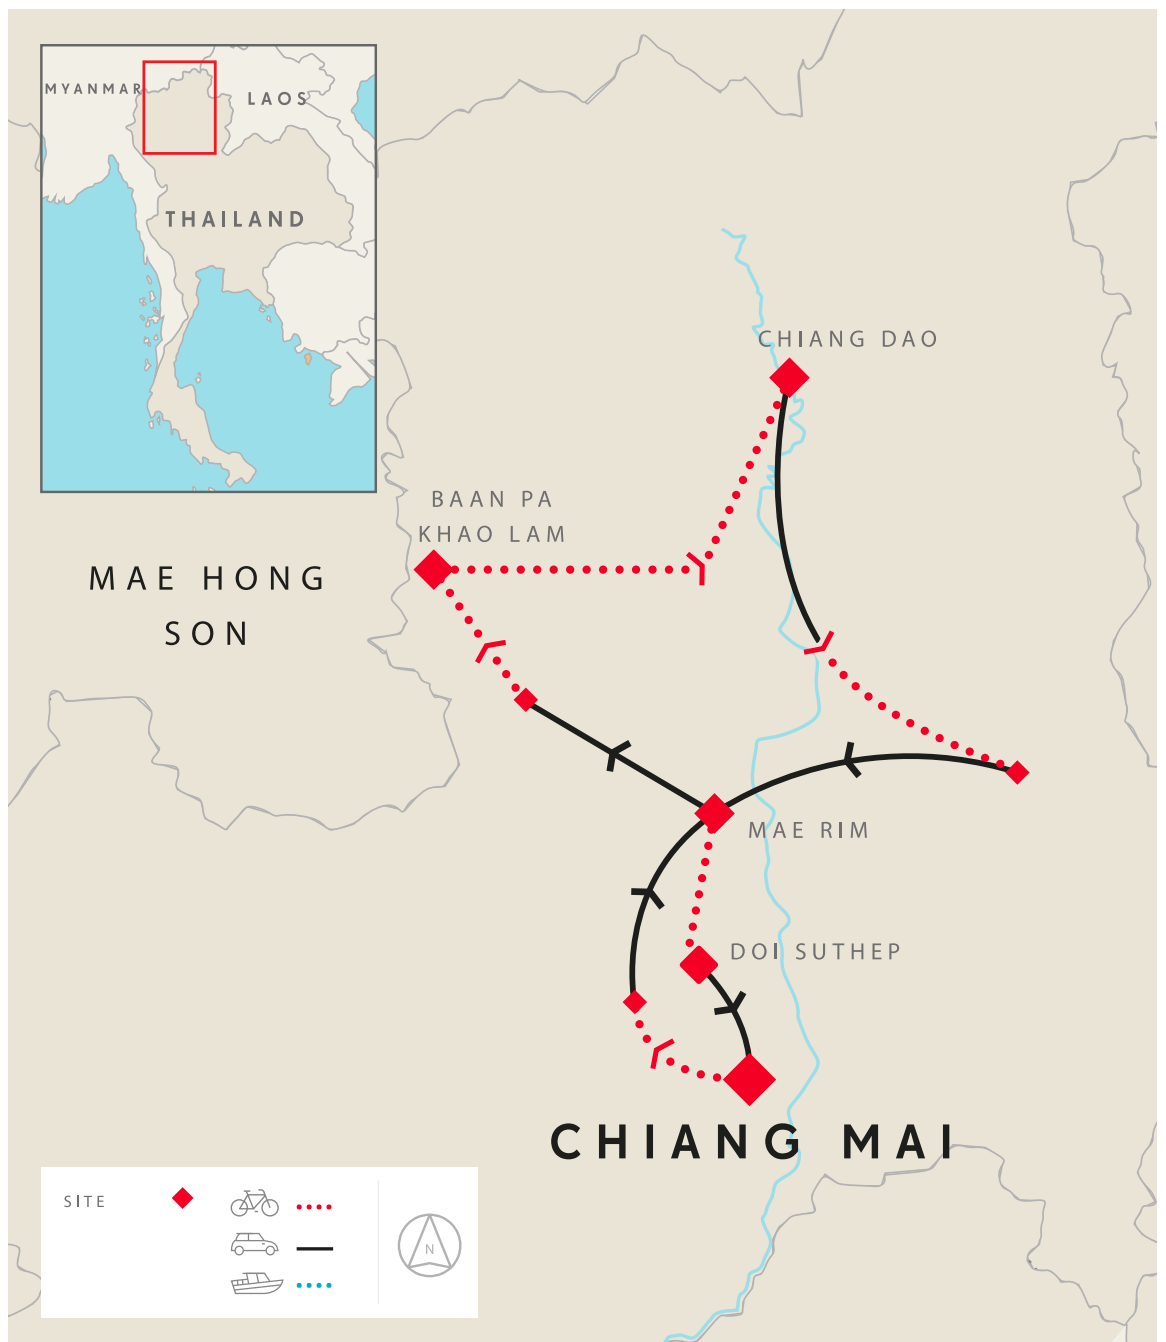 MYANMAR
LAOS
THAILAND
CHIANG DAO
BAAN PA
KHAO LAM
MAE HONG
SON
MAE RIM
DOI SUTHEP
CHIANG MAI
SITE
N